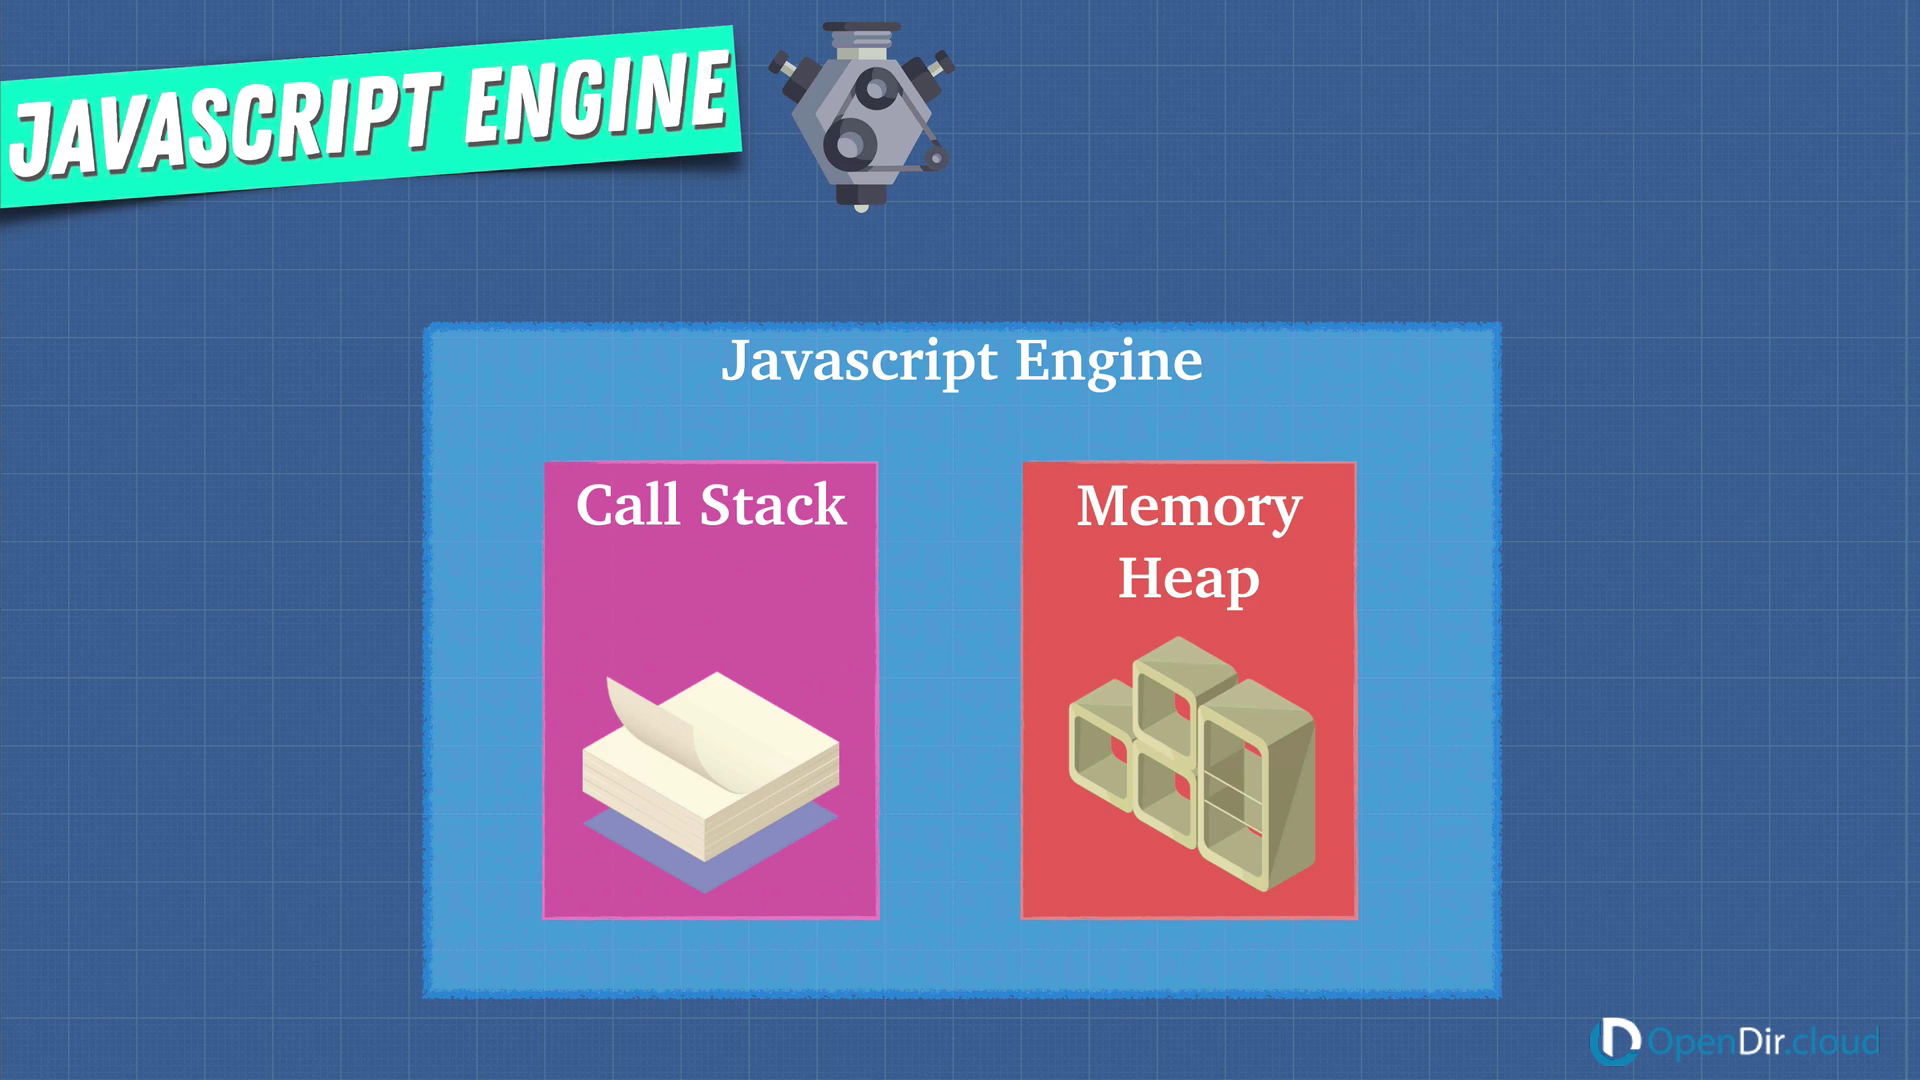 JAVASCRIPT ENGINE
Javascript Engine
Call Stack
Memory
Heap
OpenDir.cloud